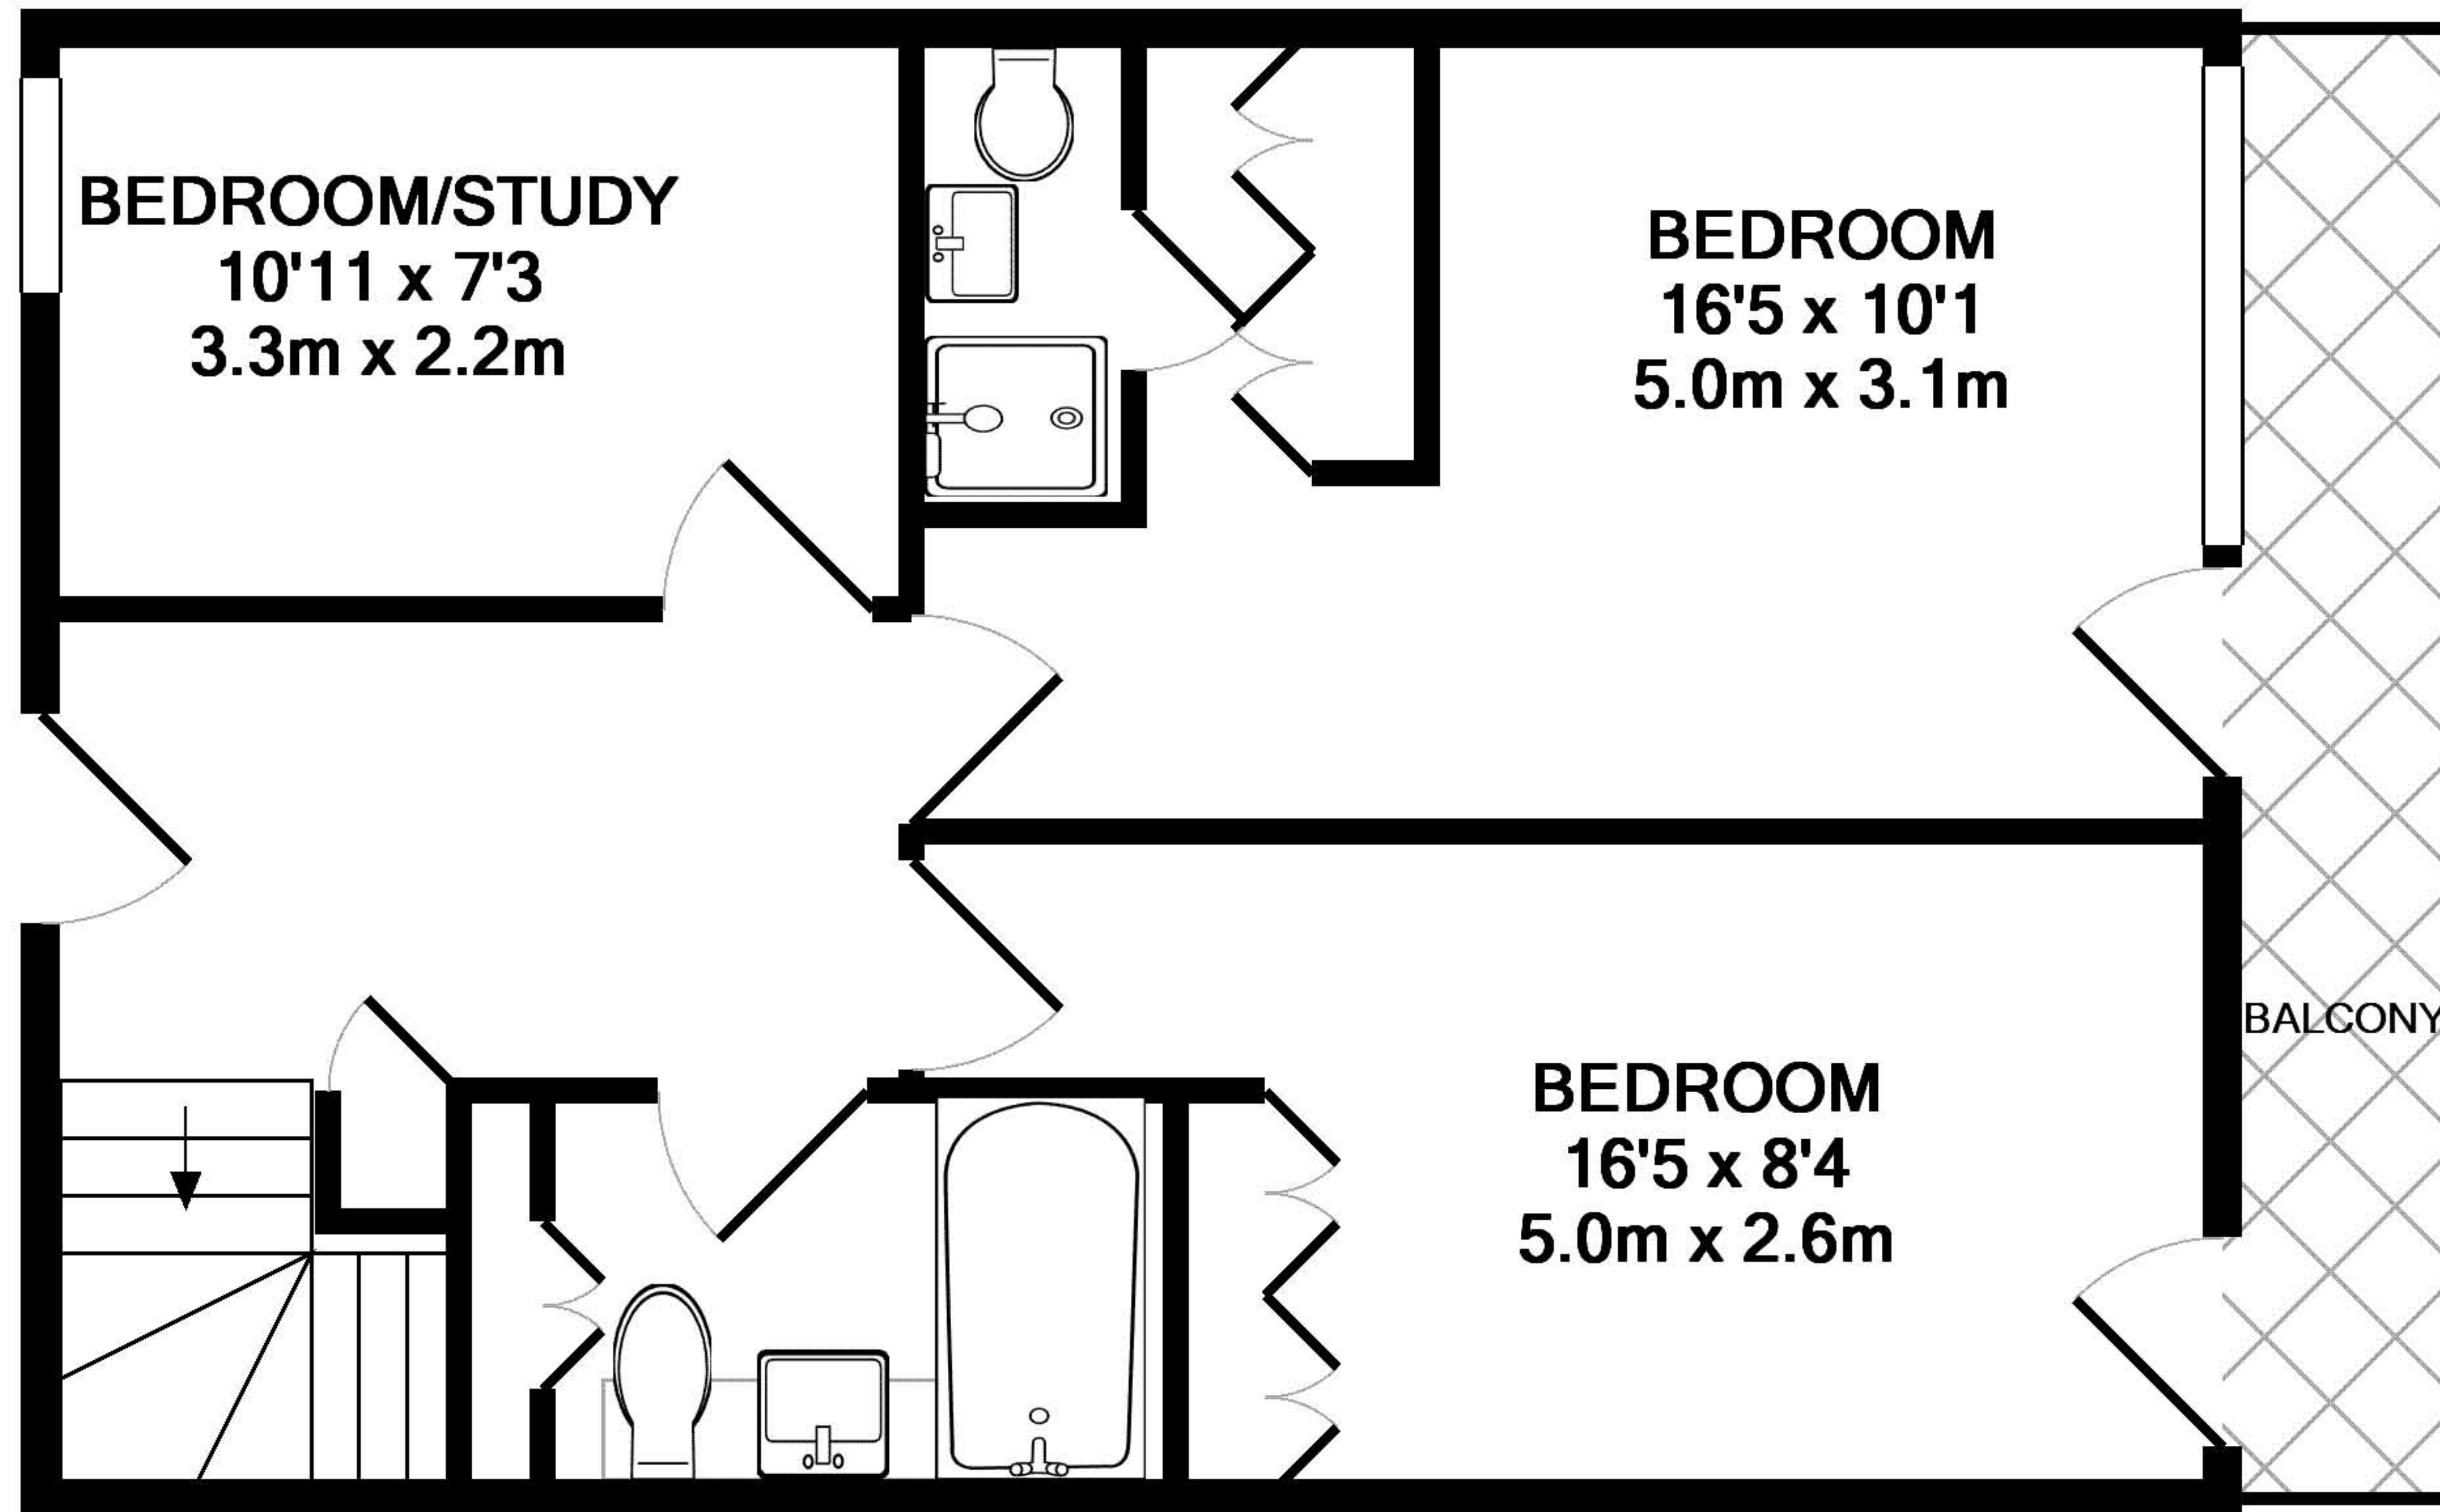 BEDROOM/STUDY
10'11 x 7'3
3.3m x 2.2m
BEDROOM
16'5 x 10'1
5.0m x 3.1m
BALCONY
BEDROOM
16'5 x 8'4
5.0m x 2.6m